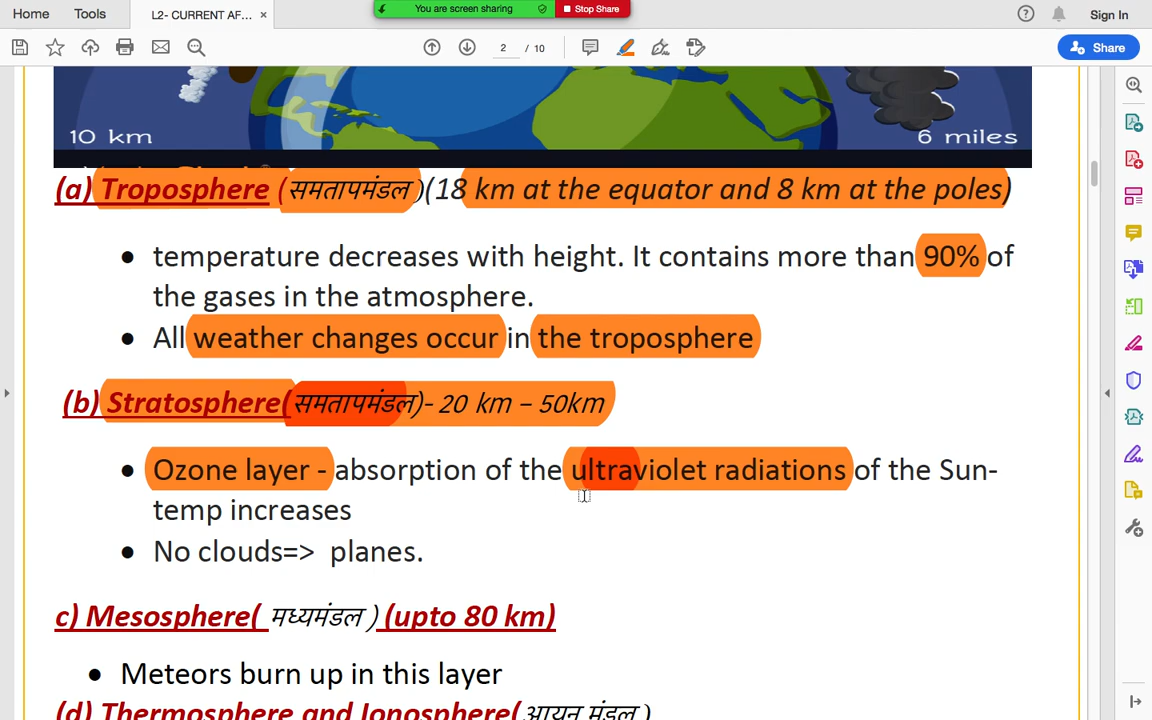 Home Tools L2- CURRENT AF... × You are screen sharing Stop Share Sign In
2 / 10 Share
10 km 6 miles
(a) Troposphere (समतापमंडल )(18 km at the equator and 8 km at the poles)
• temperature decreases with height. It contains more than 90% of
the gases in the atmosphere.
• All weather changes occur in the troposphere
(b) Stratosphere(समतापमंडल)- 20 km – 50km
• Ozone layer - absorption of the ultraviolet radiations of the Sun-
temp increases
• No clouds=> planes.
c) Mesosphere( मध्यमंडल ) (upto 80 km)
• Meteors burn up in this layer
(d) Thermosphere and Ionosphere(आयन मंडल )